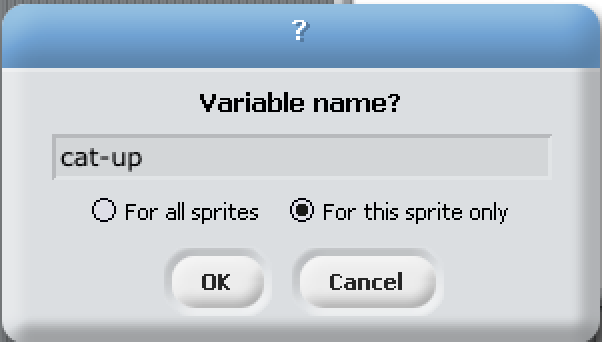 ?
Variable name?
cat-up
For all sprites For this sprite only
OK Cancel